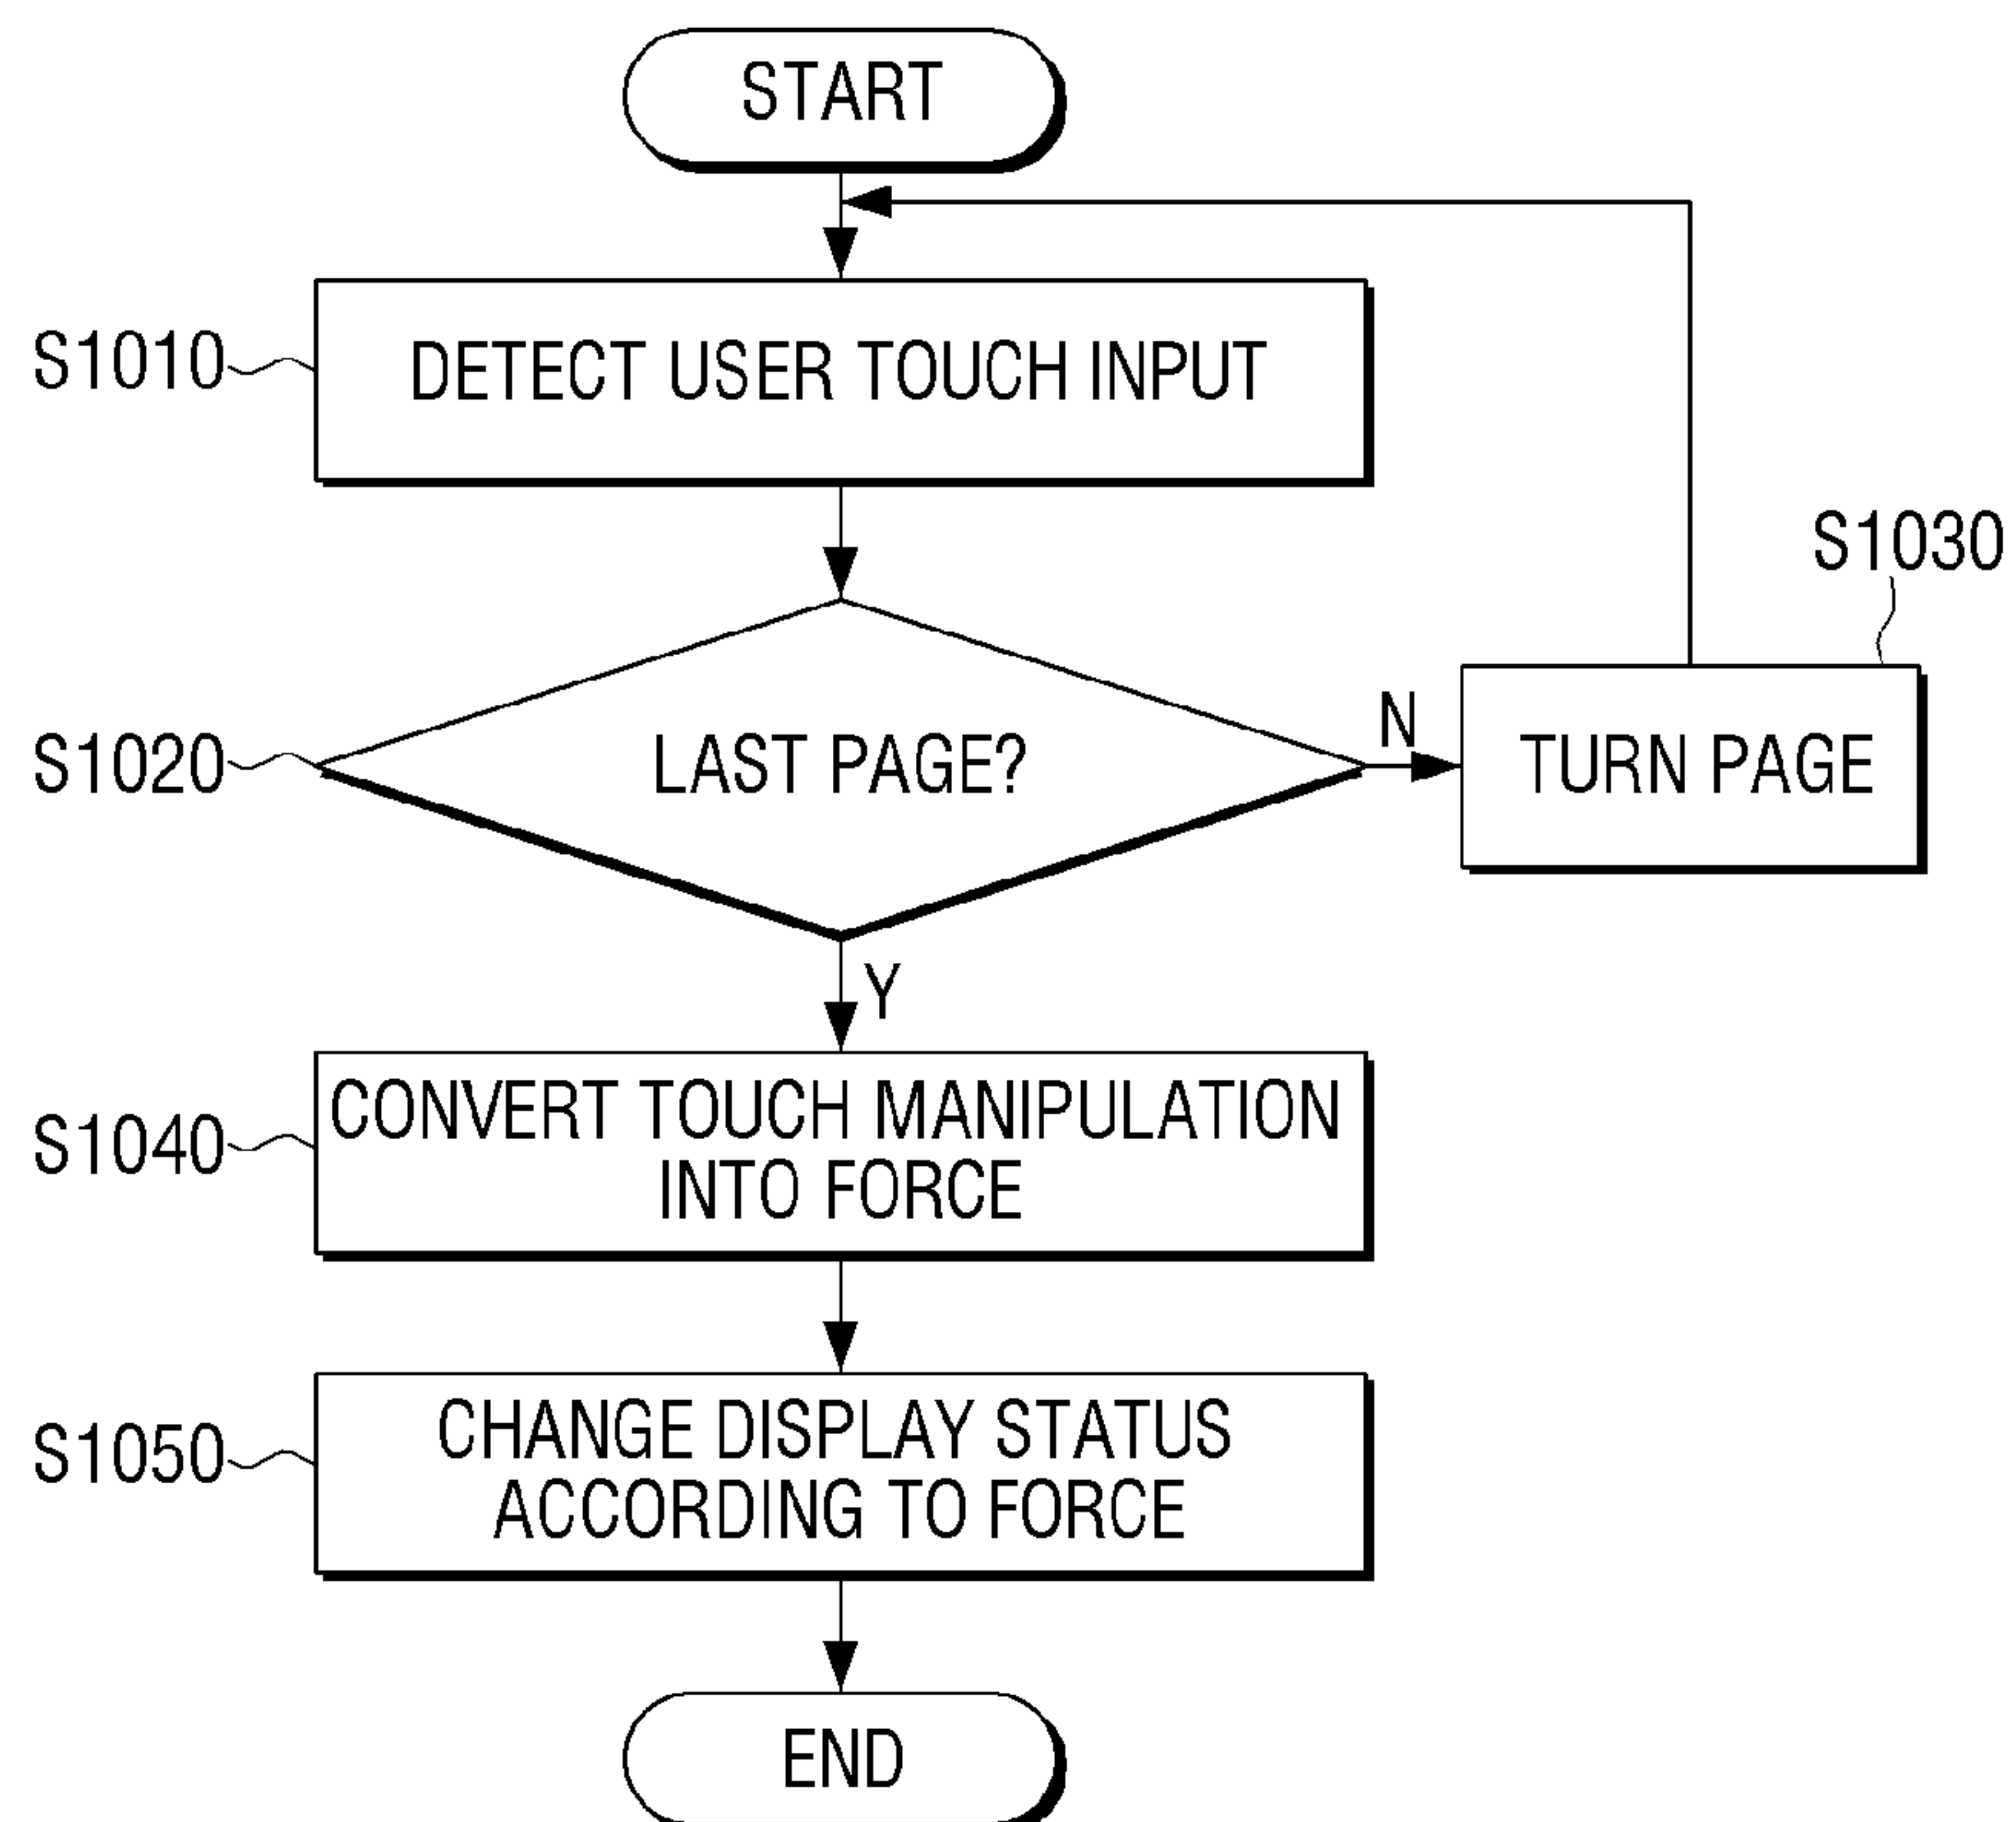 START
S1010
DETECT USER TOUCH INPUT
S1030
S1020
LAST PAGE?
N
TURN PAGE
Y
S1040
CONVERT TOUCH MANIPULATION
INTO FORCE
S1050
CHANGE DISPLAY STATUS
ACCORDING TO FORCE
END